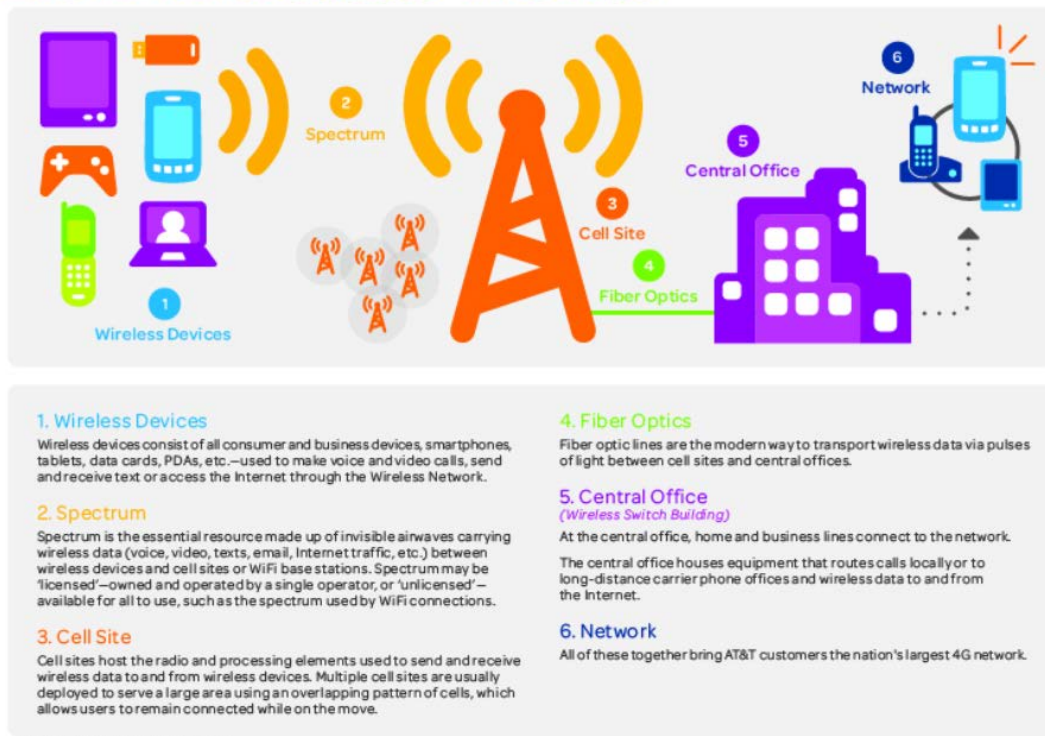 6
Network
2
Spectrum
5
Central Office
3
Cell Site
4
Fiber Optics
1
Wireless Devices
1. Wireless Devices
Wireless devices consist of all consumer and business devices, smartphones,
tablets, data cards, PDAs, etc.—used to make voice and video calls, send
and receive text or access the Internet through the Wireless Network.
2. Spectrum
Spectrum is the essential resource made up of invisible airwaves carrying
wireless data (voice, video, texts, email, Internet traffic, etc.) between
wireless devices and cell sites or WiFi base stations. Spectrum may be
'licensed'—owned and operated by a single operator, or 'unlicensed'—
available for all to use, such as the spectrum used by WiFi connections.
3. Cell Site
Cell sites host the radio and processing elements used to send and receive
wireless data to and from wireless devices. Multiple cell sites are usually
deployed to serve a large area using an overlapping pattern of cells, which
allows users to remain connected while on the move.
4. Fiber Optics
Fiber optic lines are the modern way to transport wireless data via pulses
of light between cell sites and central offices.
5. Central Office
(Wireless Switch Building)
At the central office, home and business lines connect to the network.
The central office houses equipment that routes calls locally or to
long-distance carrier phone offices and wireless data to and from
the Internet.
6. Network
All of these together bring AT&T customers the nation's largest 4G network.